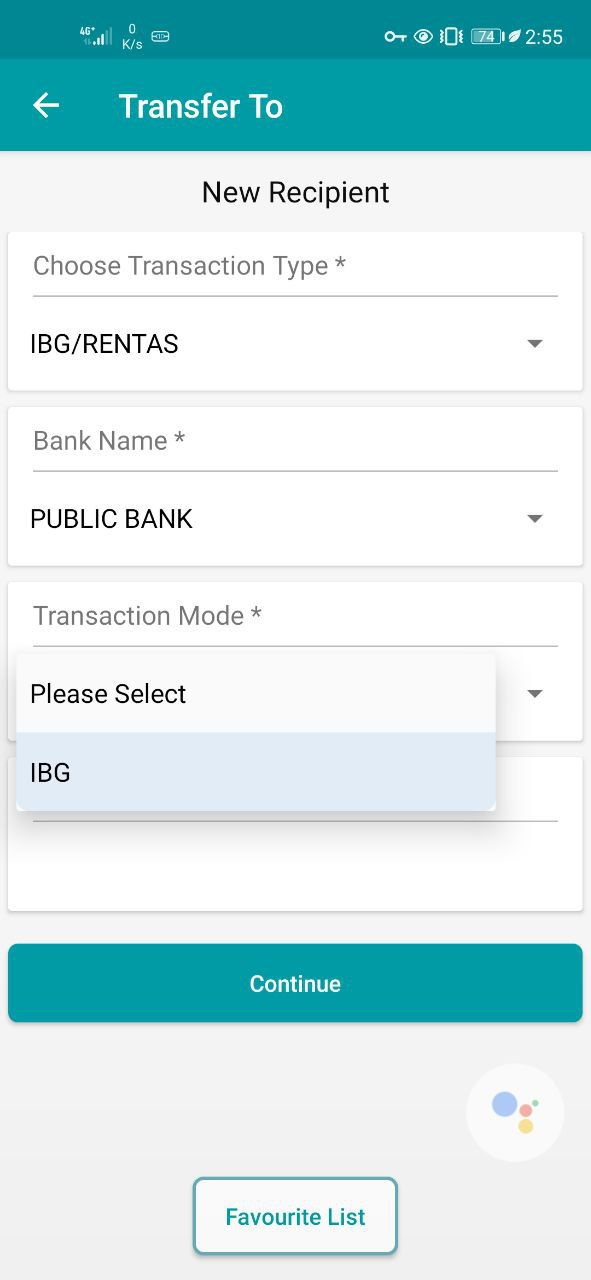 4G+
0
K/s
74
2:55
Transfer To
New Recipient
Choose Transaction Type *
IBG/RENTAS
Bank Name *
PUBLIC BANK
Transaction Mode *
Please Select
IBG
Continue
Favourite List